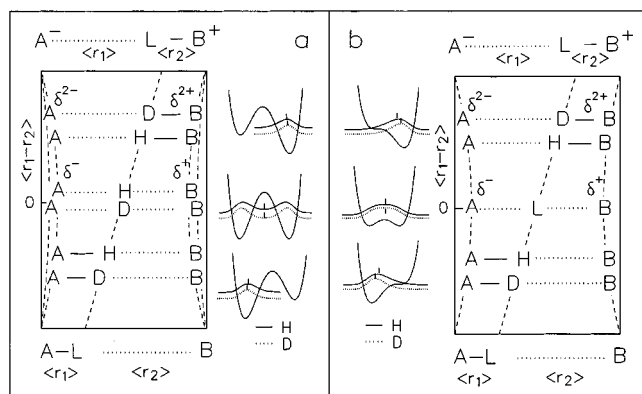 a
A⁻ ............ L — B⁺
<r₁> <r₂>
δ²⁻ δ²⁺
A ............ D — B
A ............ H — B
<r₁-r₂>
δ⁻ δ⁺
A ........ H ........ B
0
A ........ D ........ B
A — H ............ B
A — D ............ B
A–L ............ B
<r₁> <r₂>
— H
...... D
b
A⁻ ............ L — B⁺
<r₁> <r₂>
δ²⁻ δ²⁺
A ............ D — B
A ............ H — B
<r₁-r₂>
δ⁻ δ⁺
0
A ........ L ........ B
A — H ............ B
A — D ............ B
A–L ............ B
<r₁> <r₂>
— H
...... D